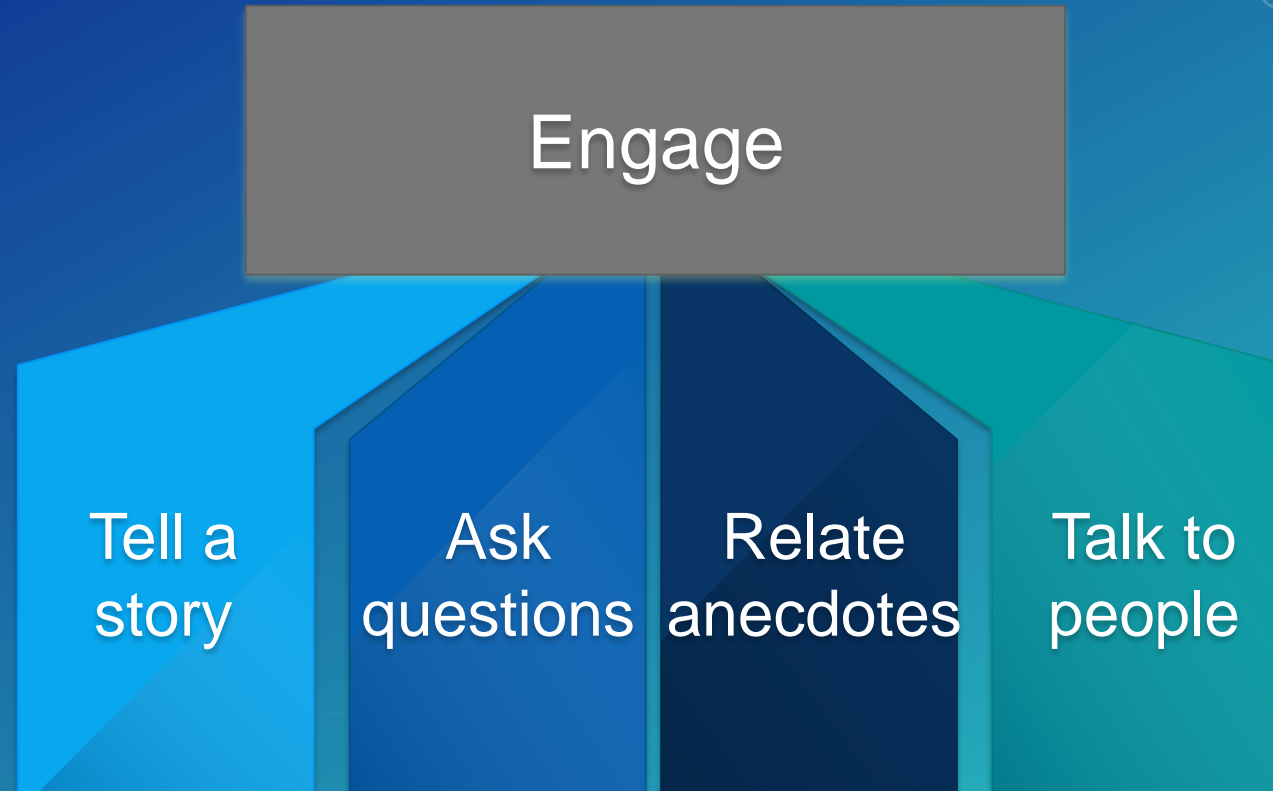 Engage
Tell a
story
Ask
questions
Relate
anecdotes
Talk to
people